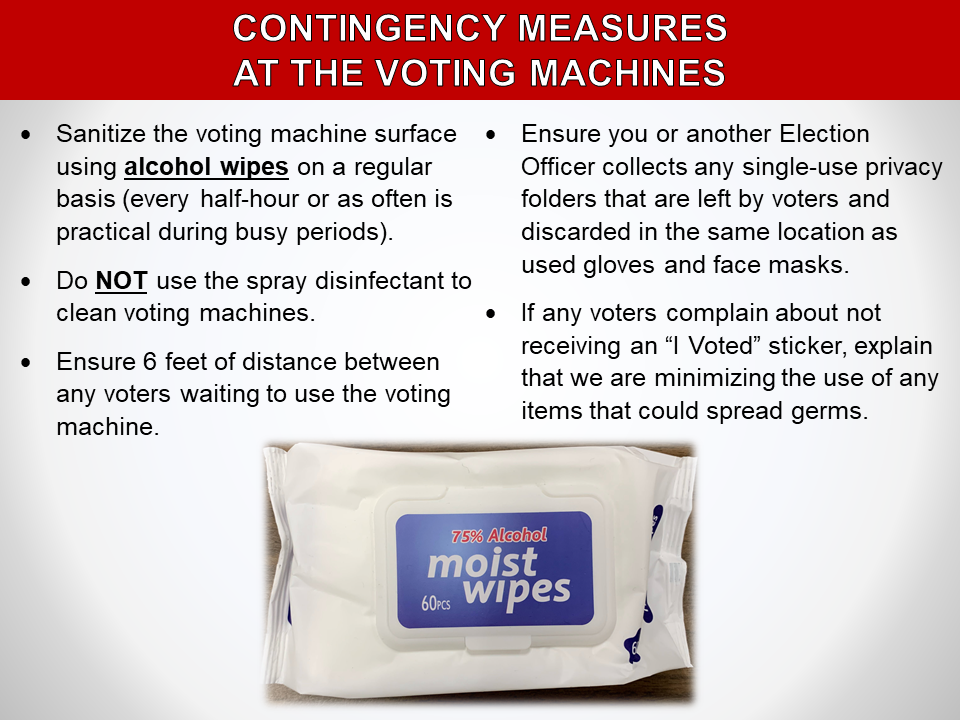 CONTINGENCY MEASURES
AT THE VOTING MACHINES
• Sanitize the voting machine surface
using alcohol wipes on a regular
basis (every half-hour or as often is
practical during busy periods).
• Do NOT use the spray disinfectant to
clean voting machines.
• Ensure 6 feet of distance between
any voters waiting to use the voting
machine.
• Ensure you or another Election
Officer collects any single-use privacy
folders that are left by voters and
discarded in the same location as
used gloves and face masks.
• If any voters complain about not
receiving an “I Voted” sticker, explain
that we are minimizing the use of any
items that could spread germs.
75% Alcohol
moist
wipes
60PCS